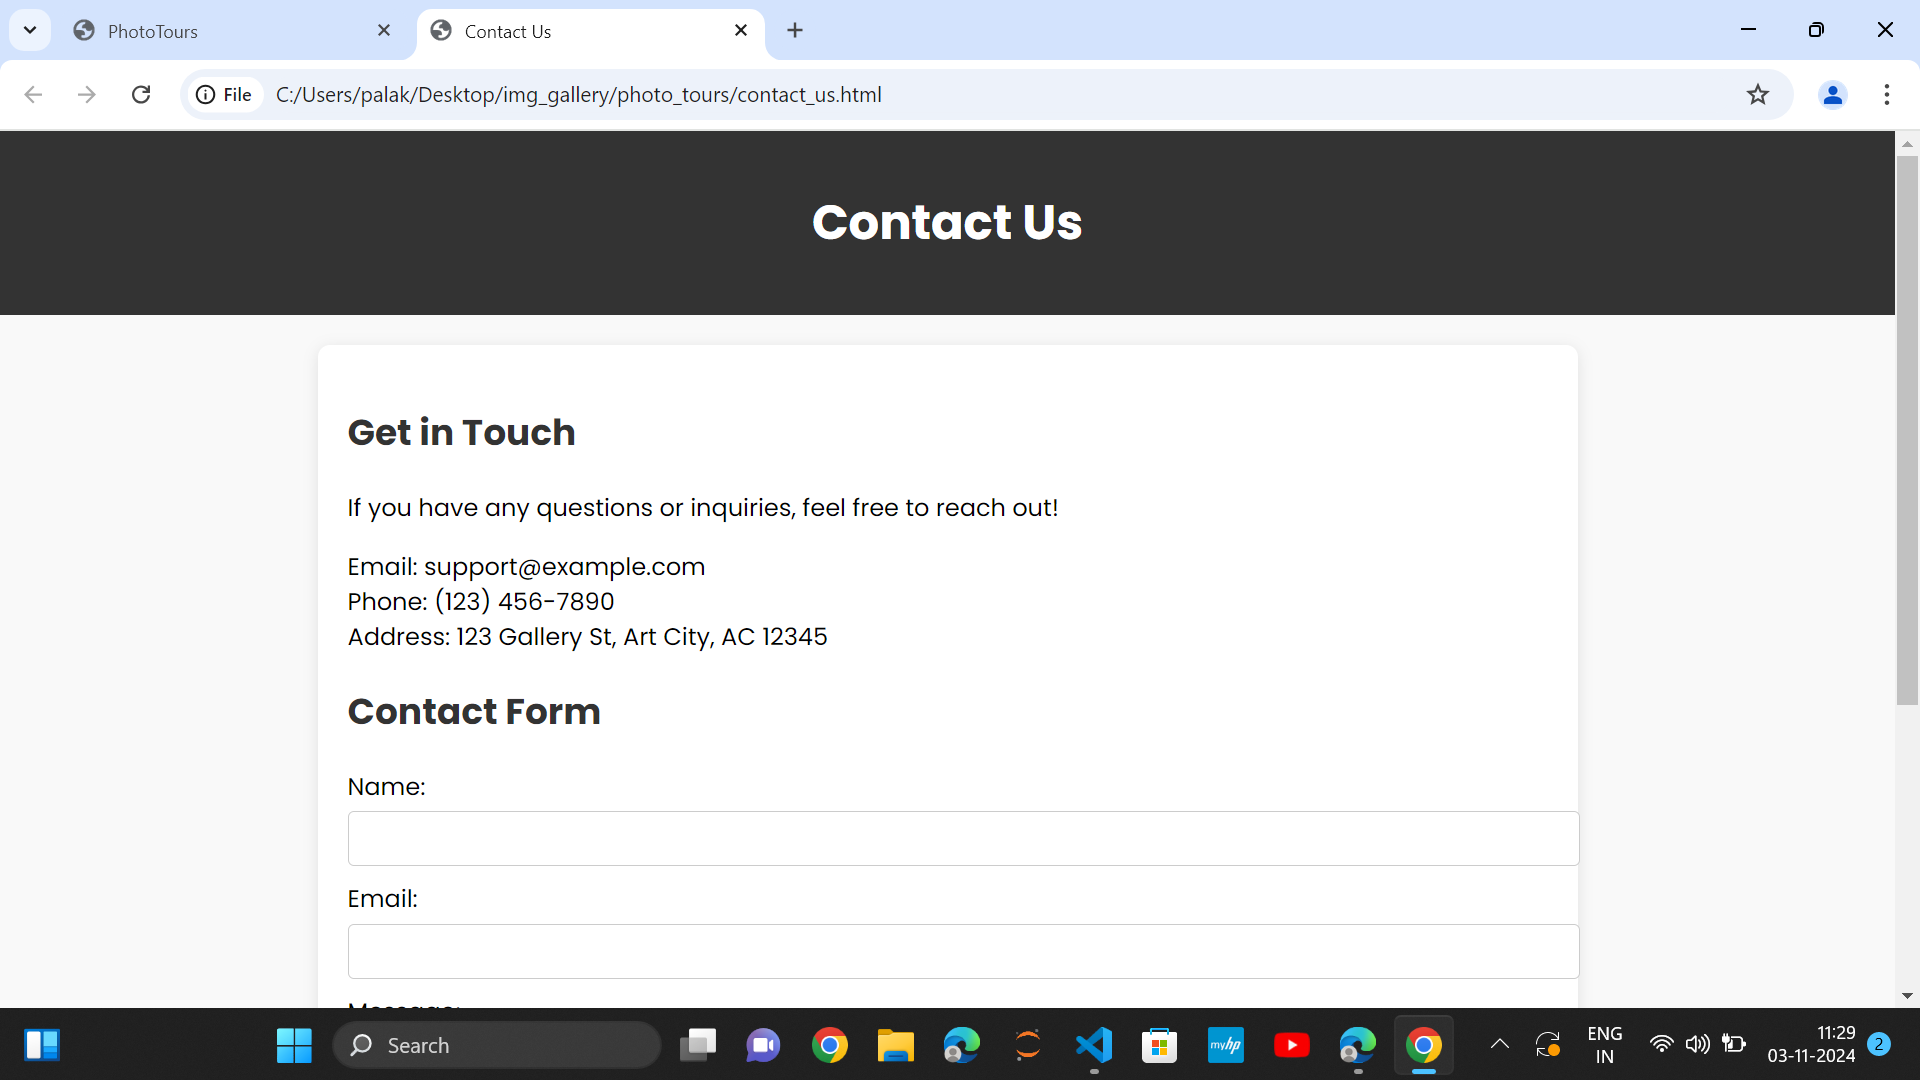 PhotoTours
Contact Us
File
C:/Users/palak/Desktop/img_gallery/photo_tours/contact_us.html
Contact Us
Get in Touch
If you have any questions or inquiries, feel free to reach out!
Email: support@example.com
Phone: (123) 456-7890
Address: 123 Gallery St, Art City, AC 12345
Contact Form
Name:
Email:
Message:
Search
myhp
ENG
IN
11:29
03-11-2024
2